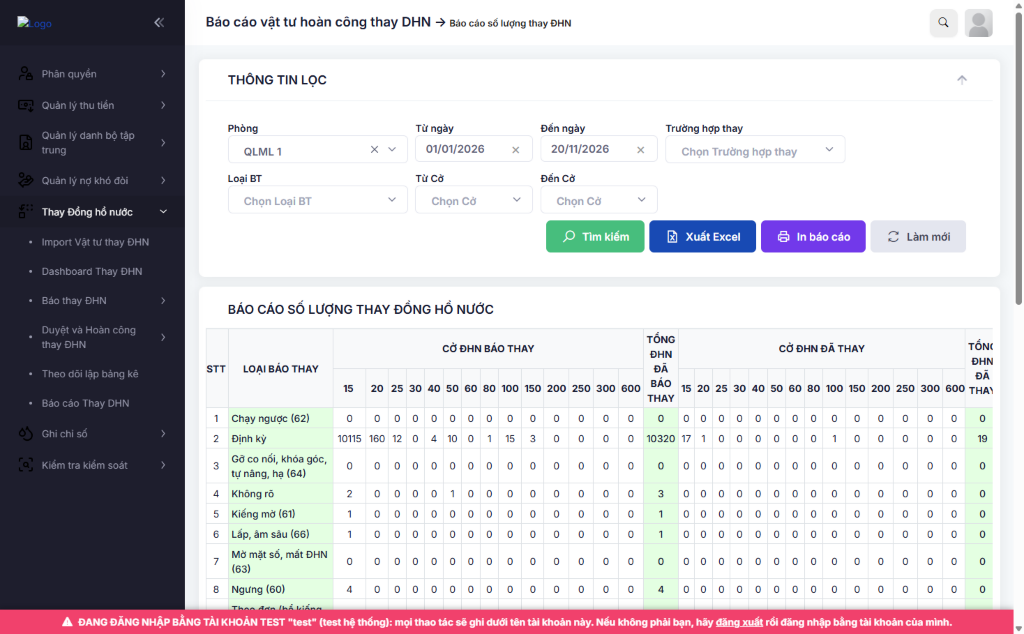 Logo
Báo cáo vật tư hoàn công thay DHN → Báo cáo số lượng thay ĐHN
Phân quyền
Quản lý thu tiền
Quản lý danh bộ tập
trung
Quản lý nợ khó đòi
Thay Đồng hồ nước
Import Vật tư thay ĐHN
Dashboard Thay ĐHN
Báo thay ĐHN
Duyệt và Hoàn công
thay ĐHN
Theo dõi lập bảng kê
Báo cáo Thay DHN
Ghi chỉ số
Kiểm tra kiểm soát
THÔNG TIN LỌC
Phòng Từ ngày Đến ngày Trường hợp thay
QLML 1 01/01/2026 20/11/2026 Chọn Trường hợp thay
Loại BT Từ Cở Đến Cở
Chọn Loại BT Chọn Cở Chọn Cở
Tìm kiếm Xuất Excel In báo cáo Làm mới
BÁO CÁO SỐ LƯỢNG THAY ĐỒNG HỒ NƯỚC
STT LOẠI BÁO THAY CỞ ĐHN BÁO THAY TỔNG ĐHN ĐÃ BÁO THAY CỞ ĐHN ĐÃ THAY TỔNG ĐHN ĐÃ THAY
15 20 25 30 40 50 60 80 100 150 200 250 300 600 15 20 25 30 40 50 60 80 100 150 200 250 300 600
1 Chạy ngược (62) 0 0 0 0 0 0 0 0 0 0 0 0 0 0 0 0 0 0 0 0 0 0 0 0 0 0 0 0 0 0
2 Định kỳ 10115 160 12 0 4 10 0 1 15 3 0 0 0 0 10320 17 1 0 0 0 0 0 0 1 0 0 0 0 0 19
3 Gỡ co nối, khóa góc,
tự nâng, hạ (64) 0 0 0 0 0 0 0 0 0 0 0 0 0 0 0 0 0 0 0 0 0 0 0 0 0 0 0 0 0 0
4 Không rõ 2 0 0 0 0 1 0 0 0 0 0 0 0 0 3 0 0 0 0 0 0 0 0 0 0 0 0 0 0 0
5 Kiếng mờ (61) 1 0 0 0 0 0 0 0 0 0 0 0 0 0 1 0 0 0 0 0 0 0 0 0 0 0 0 0 0 0
6 Lấp, âm sâu (66) 1 0 0 0 0 0 0 0 0 0 0 0 0 0 1 0 0 0 0 0 0 0 0 0 0 0 0 0 0 0
7 Mờ mặt số, mất ĐHN
(63) 0 0 0 0 0 0 0 0 0 0 0 0 0 0 0 0 0 0 0 0 0 0 0 0 0 0 0 0 0 0
8 Ngưng (60) 4 0 0 0 0 0 0 0 0 0 0 0 0 0 4 0 0 0 0 0 0 0 0 0 0 0 0 0 0 0
ĐANG ĐĂNG NHẬP BẰNG TÀI KHOẢN TEST "test" (test hệ thống): mọi thao tác sẽ ghi dưới tên tài khoản này. Nếu không phải bạn, hãy đăng xuất rồi đăng nhập bằng tài khoản của mình.